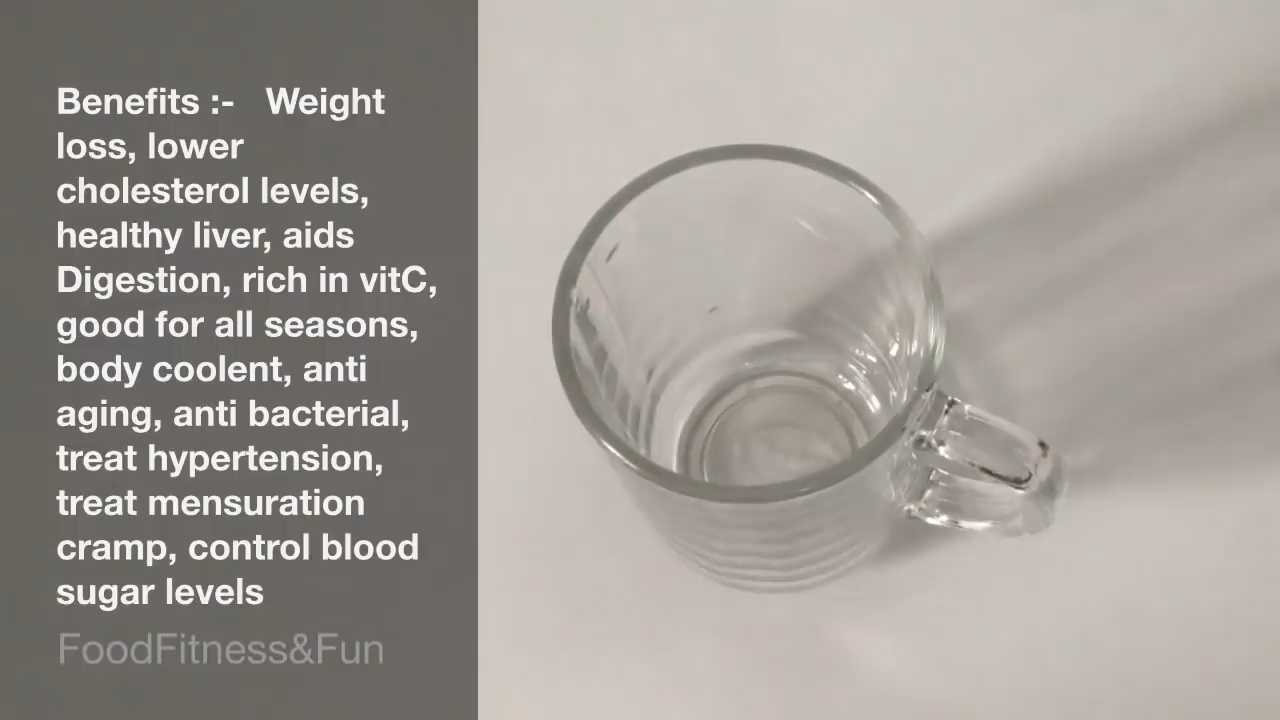 Benefits :- Weight
loss, lower
cholesterol levels,
healthy liver, aids
Digestion, rich in vitC,
good for all seasons,
body coolent, anti
aging, anti bacterial,
treat hypertension,
treat mensuration
cramp, control blood
sugar levels
FoodFitness&Fun